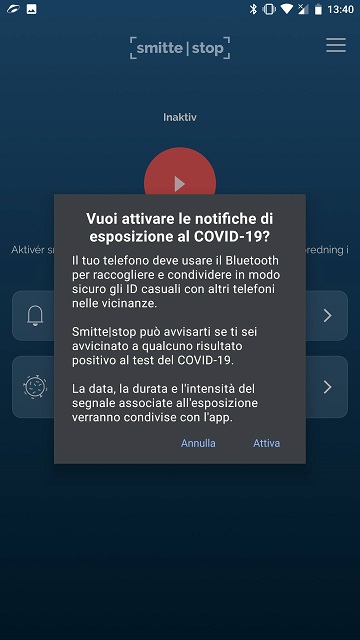 13:40
smitte|stop
Inaktiv
Vuoi attivare le notifiche di
esposizione al COVID-19?
Aktivér
Il tuo telefono deve usare il Bluetooth
per raccogliere e condividere in modo
sicuro gli ID casuali con altri telefoni
nelle vicinanze.
Smitte|stop può avvisarti se ti sei
avvicinato a qualcuno risultato
positivo al test del COVID-19.
La data, la durata e l'intensità del
segnale associate all'esposizione
verranno condivise con l'app.
Annulla
Attiva